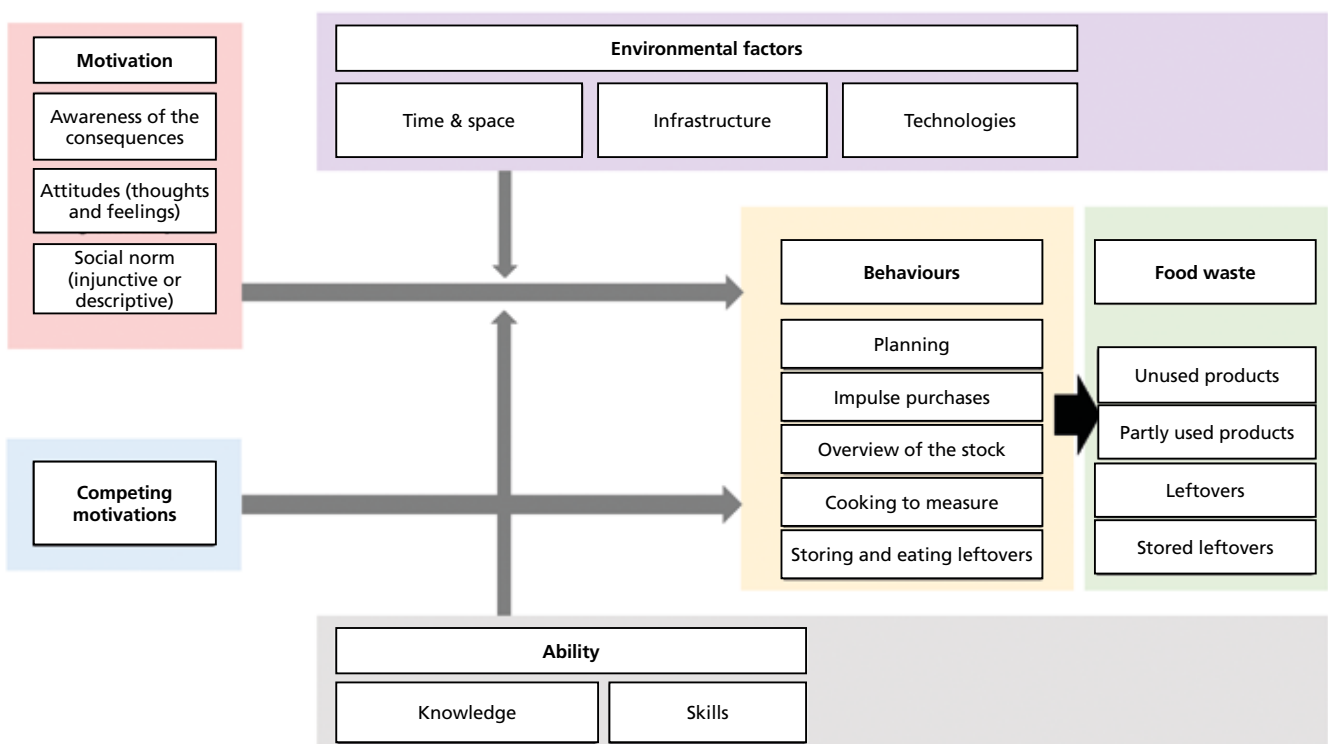 Motivation
Awareness of the
consequences
Attitudes (thoughts
and feelings)
Social norm
(injunctive or
descriptive)
Environmental factors
Time & space
Infrastructure
Technologies
Competing
motivations
Behaviours
Planning
Impulse purchases
Overview of the stock
Cooking to measure
Storing and eating leftovers
Food waste
Unused products
Partly used products
Leftovers
Stored leftovers
Ability
Knowledge
Skills